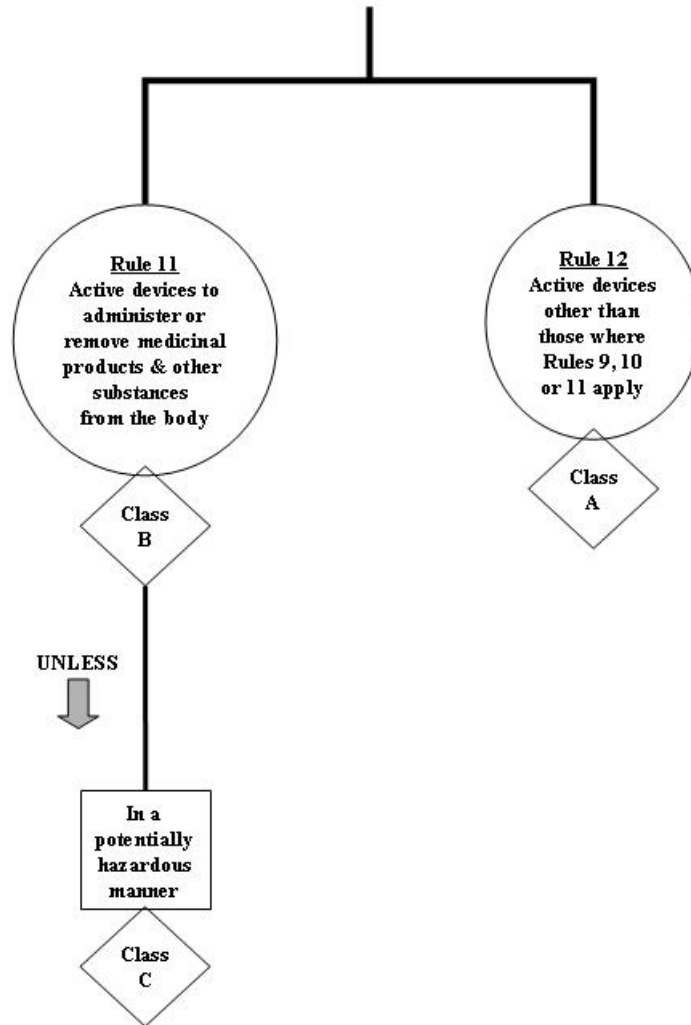 Rule 11
Active devices to
administer or
remove medicinal
products & other
substances
from the body
Class
B
UNLESS
In a
potentially
hazardous
manner
Class
C
Rule 12
Active devices
other than
those where
Rules 9, 10
or 11 apply
Class
A